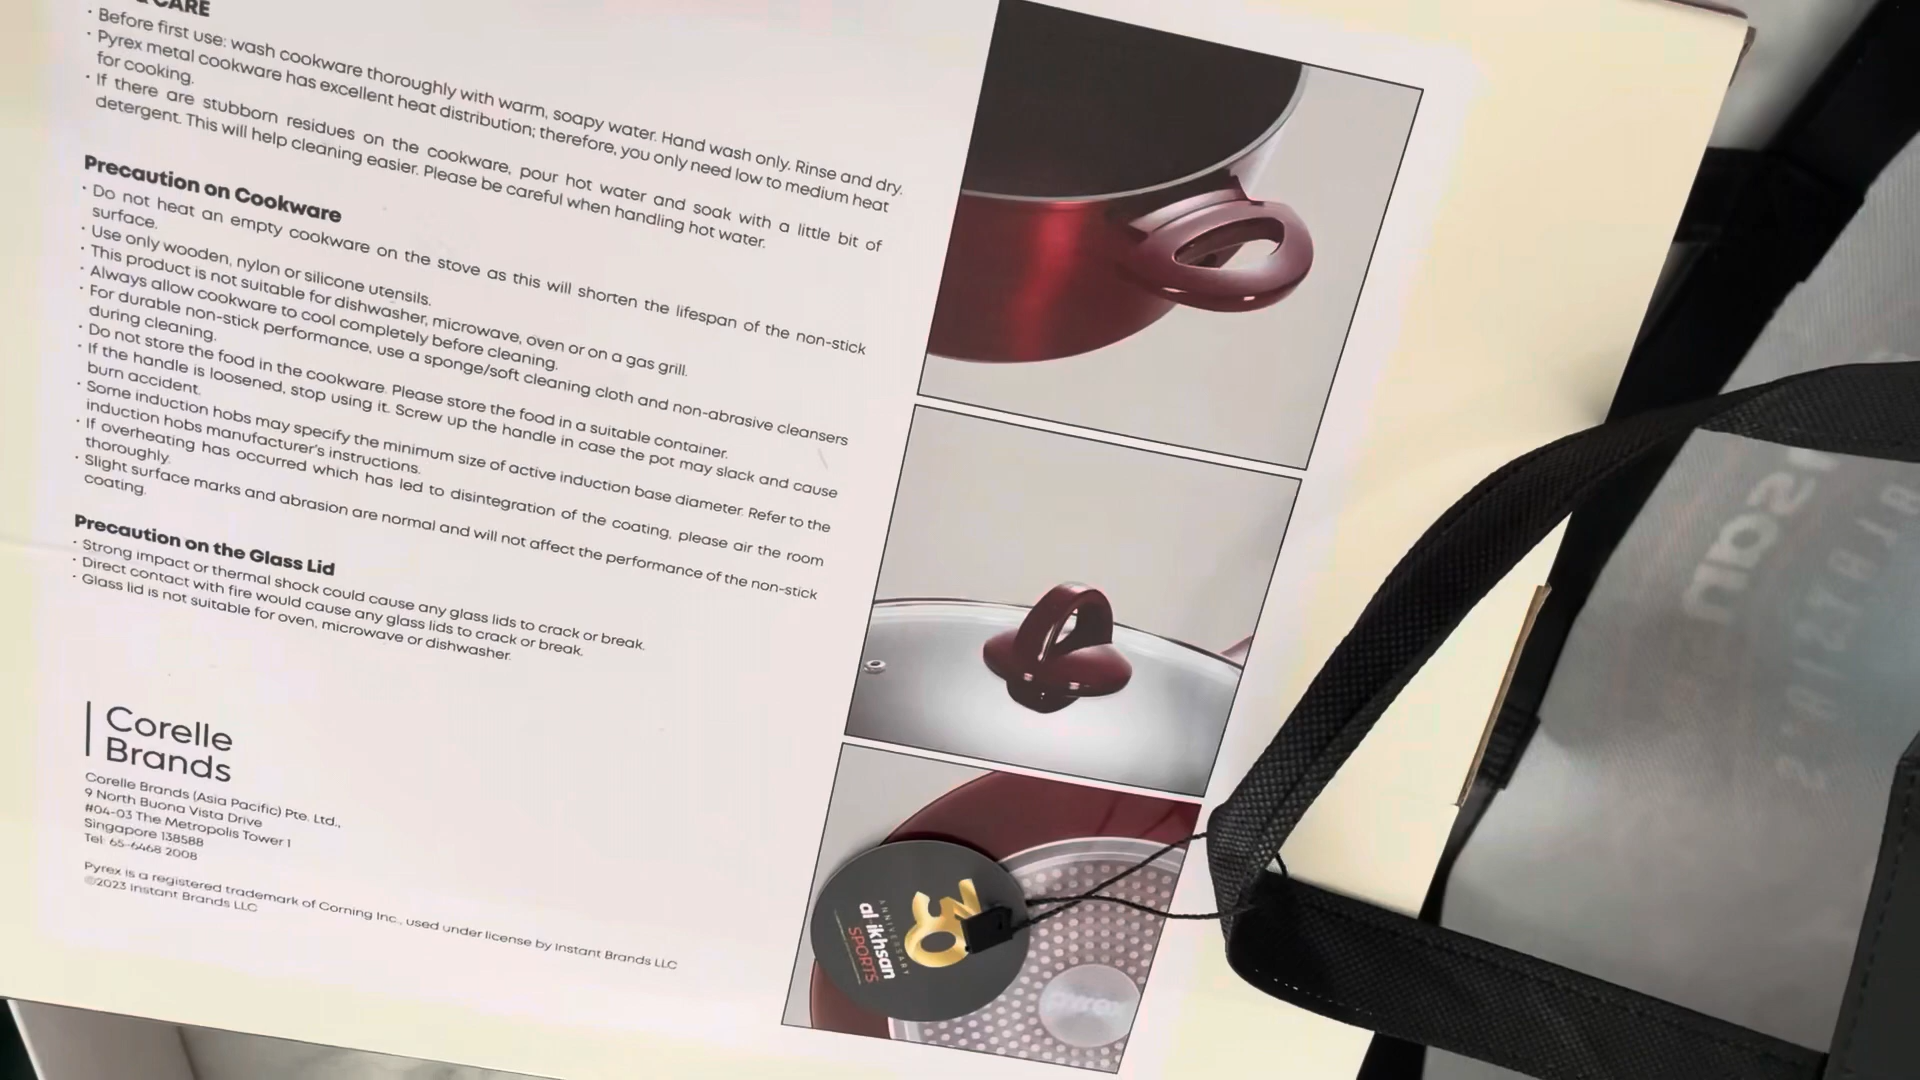 & CARE
· Before first use: wash cookware thoroughly with warm, soapy water. Hand wash only. Rinse and dry.
· Pyrex metal cookware has excellent heat distribution; therefore, you only need low to medium heat
for cooking.
· If there are stubborn residues on the cookware, pour hot water and soak with a little bit of
detergent. This will help cleaning easier. Please be careful when handling hot water.
Precaution on Cookware
· Do not heat an empty cookware on the stove as this will shorten the lifespan of the non-stick
surface.
· Use only wooden, nylon or silicone utensils.
· This product is not suitable for dishwasher, microwave, oven or on a gas grill.
· Always allow cookware to cool completely before cleaning.
· For durable non-stick performance, use a sponge/soft cleaning cloth and non-abrasive cleansers
during cleaning.
· Do not store the food in the cookware. Please store the food in a suitable container.
· If the handle is loosened, stop using it. Screw up the handle in case the pot may slack and cause
burn accident.
· Some induction hobs may specify the minimum size of active induction base diameter. Refer to the
induction hobs manufacturer's instructions.
· If overheating has occurred which has led to disintegration of the coating, please air the room
thoroughly.
· Slight surface marks and abrasion are normal and will not affect the performance of the non-stick
coating.
Precaution on the Glass Lid
· Strong impact or thermal shock could cause any glass lids to crack or break.
· Direct contact with fire would cause any glass lids to crack or break.
· Glass lid is not suitable for oven, microwave or dishwasher.
Corelle
Brands
Corelle Brands (Asia Pacific) Pte. Ltd.,
9 North Buona Vista Drive
#04-03 The Metropolis Tower 1
Singapore 138588
Tel: 65-6468 2008
Pyrex is a registered trademark of Corning Inc., used under license by Instant Brands LLC
©2023 Instant Brands LLC
30
ANNIVERSARY
al-ikhsan
SPORTS
pyrex